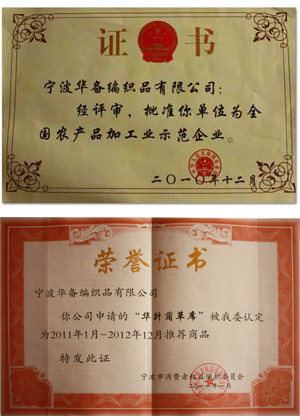 证书
宁波华备编织品有限公司：
经评审，批准你单位为全
国农产品加工业示范企业。
二〇一〇年十二月
荣誉证书
宁波华备编织品有限公司
你公司申请的“华升蔺草席”被我委认定
为2011年1月-2012年12月推荐商品
特发此证
宁波市消费者权益保护委员会